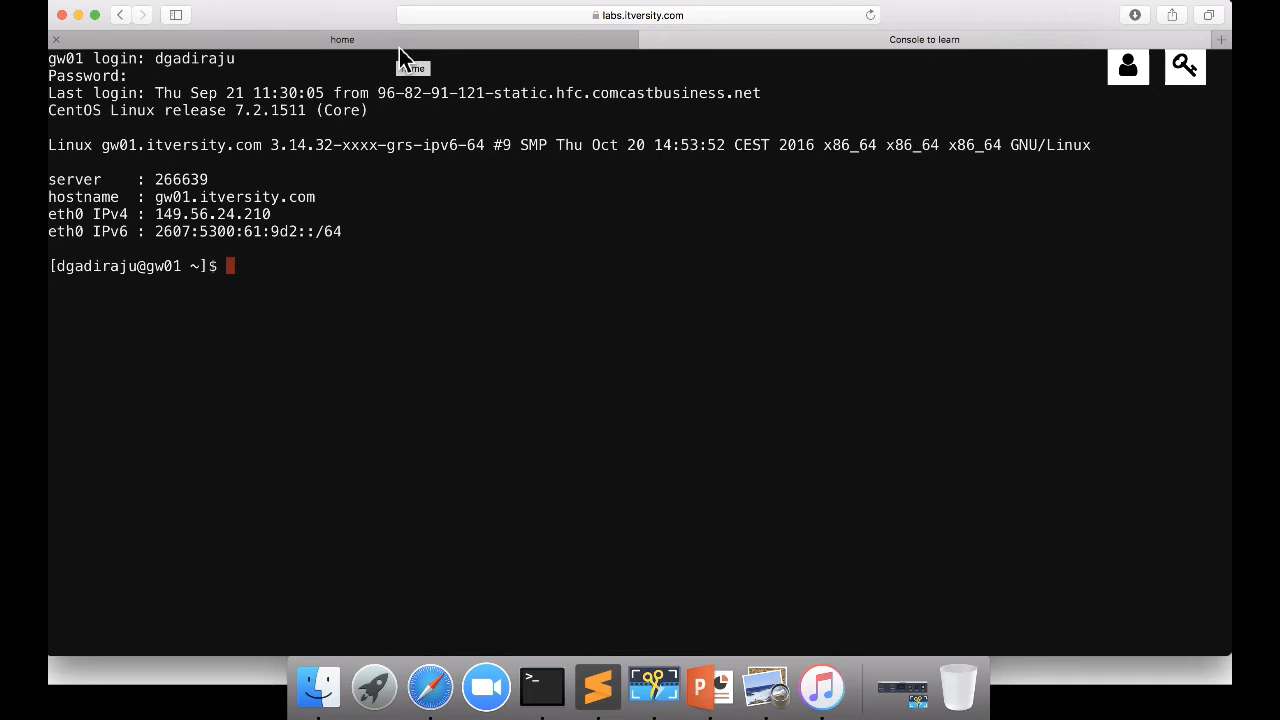 labs.itversity.com
home
Console to learn
gw01 login: dgadiraju
Password:
Last login: Thu Sep 21 11:30:05 from 96-82-91-121-static.hfc.comcastbusiness.net
CentOS Linux release 7.2.1511 (Core)
Linux gw01.itversity.com 3.14.32-xxxx-grs-ipv6-64 #9 SMP Thu Oct 20 14:53:52 CEST 2016 x86_64 x86_64 x86_64 GNU/Linux
server    : 266639
hostname  : gw01.itversity.com
eth0 IPv4 : 149.56.24.210
eth0 IPv6 : 2607:5300:61:9d2::/64
[dgadiraju@gw01 ~]$